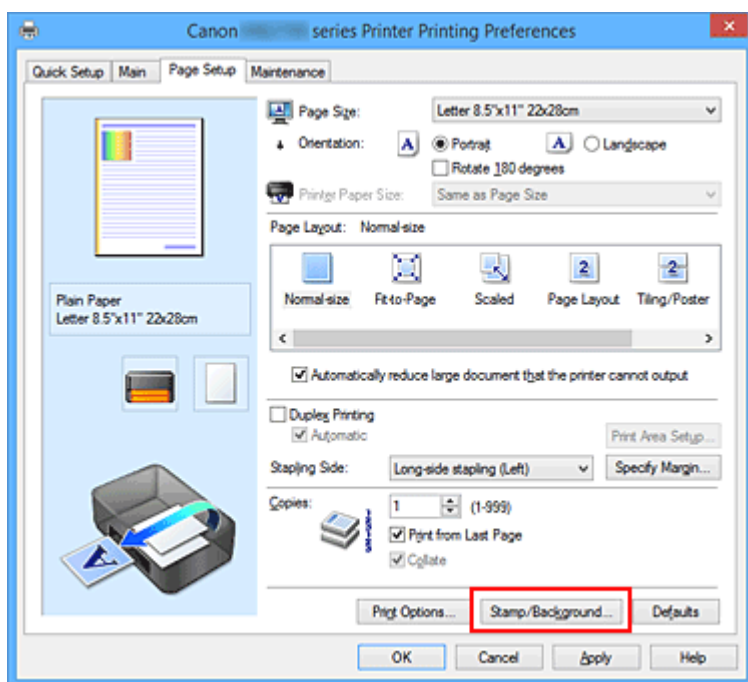 Canon series Printer Printing Preferences
Quick Setup Main Page Setup Maintenance
Page Size: Letter 8.5"x11" 22x28cm
Orientation: A Portrait A Landscape
Rotate 180 degrees
Printer Paper Size: Same as Page Size
Page Layout: Normal-size
2 2
Normal-size Fit-to-Page Scaled Page Layout Tiling/Poster
Plain Paper
Letter 8.5"x11" 22x28cm
Automatically reduce large document that the printer cannot output
Duplex Printing
Automatic
Print Area Setup...
Stapling Side: Long-side stapling (Left) Specify Margin...
Copies: 1 (1-999)
Print from Last Page
Collate
A
Print Options... Stamp/Background... Defaults
OK Cancel Apply Help